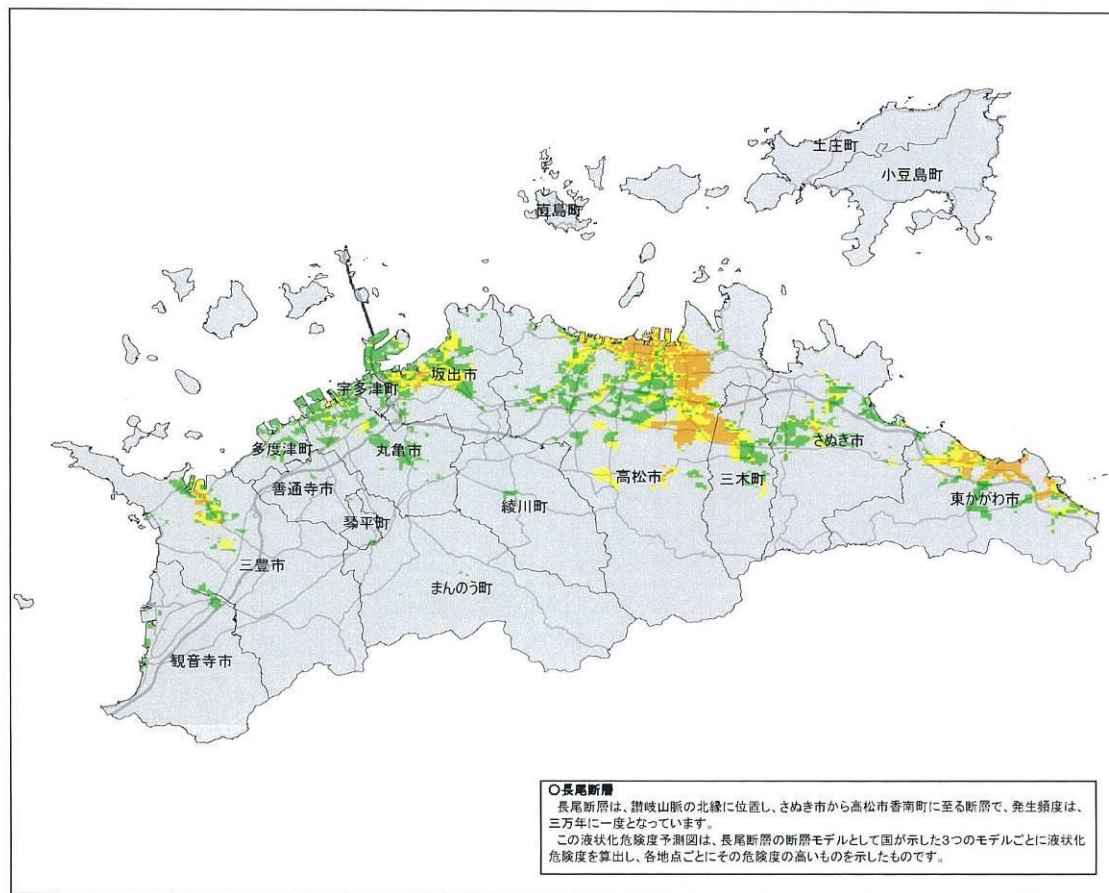 土庄町
小豆島町
直島町
坂出市
宇多津町
多度津町
丸亀市
さぬき市
善通寺市
高松市
三木町
東かがわ市
琴平町
綾川町
三豊市
まんのう町
観音寺市
○長尾断層
長尾断層は、讃岐山脈の北縁に位置し、さぬき市から高松市香南町に至る断層で、発生頻度は、
三万年に一度となっています。
この液状化危険度予測図は、長尾断層の断層モデルとして国が示した3つのモデルごとに液状化
危険度を算出し、各地点ごとにその危険度の高いものを示したものです。